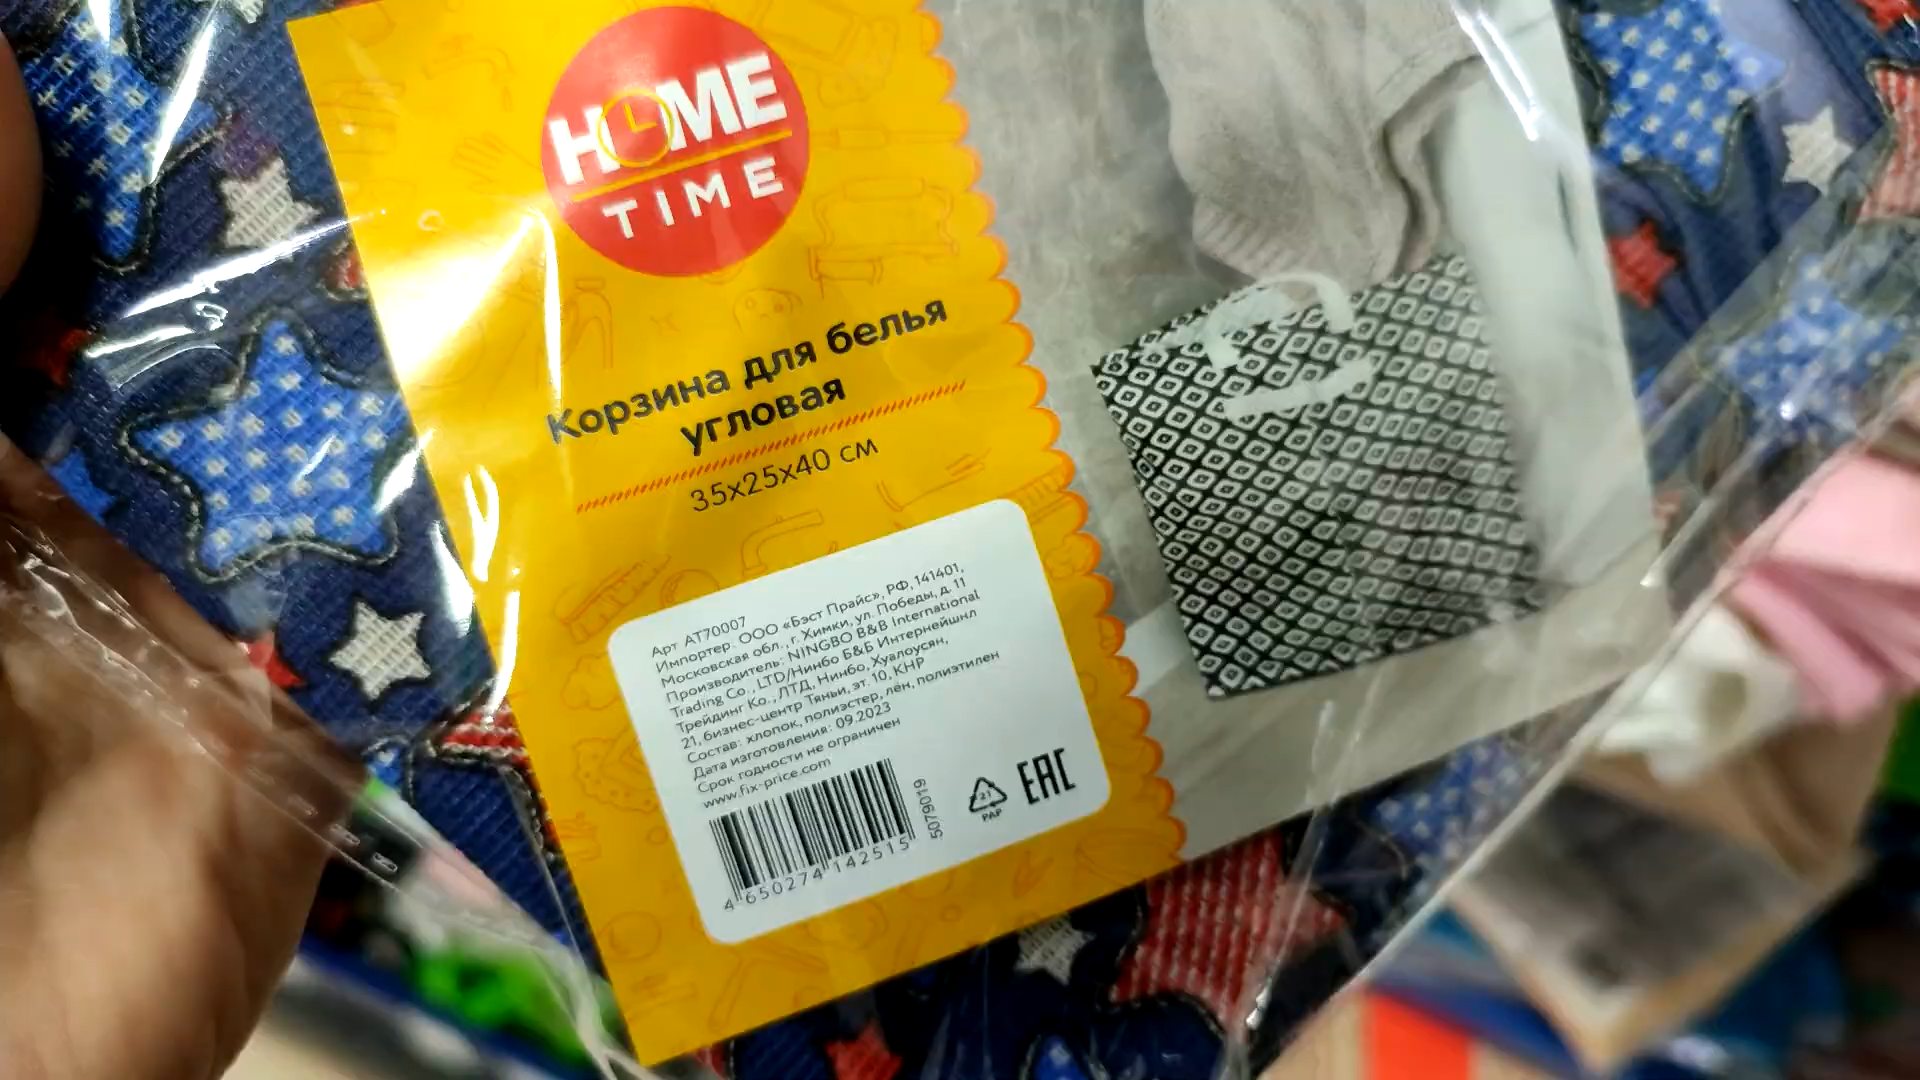 HOME
TIME
Корзина для белья
угловая
35x25x40 см
Арт AT70007
Импортер: ООО «Бэст Прайс», РФ, 141401,
Московская обл., г. Химки, ул. Победы, д. 11
Производитель: NINGBO B&B International
Trading Co., LTD/Нинбо Б&Б Интернейшнл
Трейдинг Ко., ЛТД, Нинбо, Хуалоусян,
21, бизнес-центр Тяньи, эт. 10, КНР
Состав: хлопок, полиэстер, лён, полиэтилен
Дата изготовления: 09.2023
Срок годности не ограничен
www.fix-price.com
5079019
4 650274 142515
21
PAP
EAC